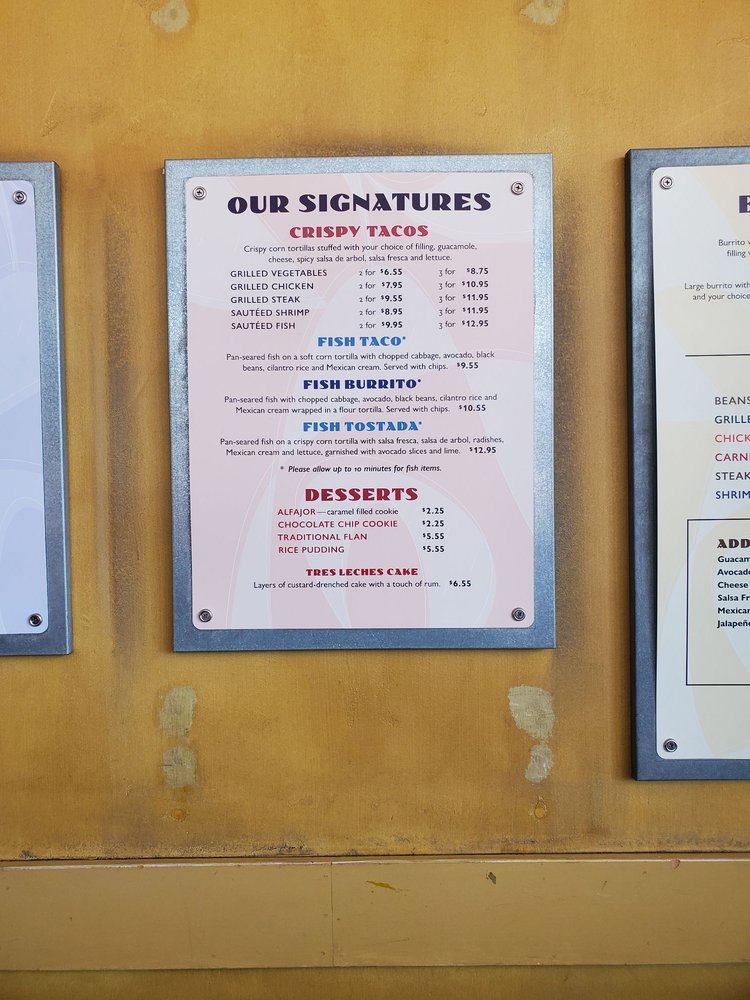 OUR SIGNATURES
CRISPY TACOS
Crispy corn tortillas stuffed with your choice of filling, guacamole,
cheese, spicy salsa de arbol, salsa fresca and lettuce.
GRILLED VEGETABLES 2 for $6.55 3 for $8.75
GRILLED CHICKEN 2 for $7.95 3 for $10.95
GRILLED STEAK 2 for $9.55 3 for $11.95
SAUTÉED SHRIMP 2 for $8.95 3 for $11.95
SAUTÉED FISH 2 for $9.95 3 for $12.95
FISH TACO*
Pan-seared fish on a soft corn tortilla with chopped cabbage, avocado, black
beans, cilantro rice and Mexican cream. Served with chips. $9.55
FISH BURRITO*
Pan-seared fish with chopped cabbage, avocado, black beans, cilantro rice and
Mexican cream wrapped in a flour tortilla. Served with chips. $10.55
FISH TOSTADA*
Pan-seared fish on a crispy corn tortilla with salsa fresca, salsa de arbol, radishes,
Mexican cream and lettuce, garnished with avocado slices and lime. $12.95
* Please allow up to 10 minutes for fish items.
DESSERTS
ALFAJOR—caramel filled cookie $2.25
CHOCOLATE CHIP COOKIE $2.25
TRADITIONAL FLAN $5.55
RICE PUDDING $5.55
TRES LECHES CAKE
Layers of custard-drenched cake with a touch of rum. $6.55
B
Burrito
filling
Large burrito with
and your choice
BEANS
GRILLE
CHICK
CARNI
STEAK
SHRIM
ADD
Guacam
Avocado
Cheese
Salsa Fr
Mexican
Jalapeño